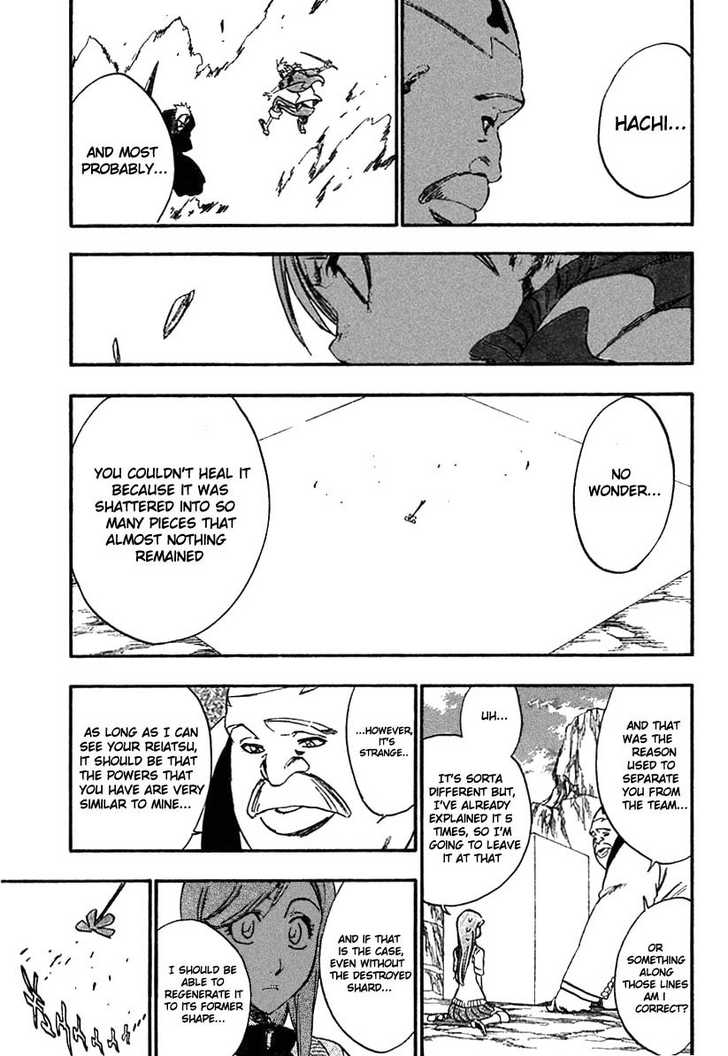 HACHI...
AND MOST
PROBABLY...
NO
WONDER...
YOU COULDN'T HEAL IT
BECAUSE IT WAS
SHATTERED INTO SO
MANY PIECES THAT
ALMOST NOTHING
REMAINED
AND THAT
WAS THE
REASON
USED TO
SEPARATE
YOU FROM
THE TEAM...
OR
SOMETHING
ALONG
THOSE LINES
AM I
CORRECT?
UH...
IT'S SORTA
DIFFERENT BUT,
I'VE ALREADY
EXPLAINED IT 5
TIMES, SO I'M
GOING TO LEAVE
IT AT THAT
...HOWEVER,
IT'S
STRANGE..
AS LONG AS I CAN
SEE YOUR REIATSU,
IT SHOULD BE
THAT THE
POWERS THAT
YOU HAVE ARE VERY
SIMILAR TO MINE...
AND IF THAT
IS THE CASE,
EVEN WITHOUT
THE DESTROYED
SHARD...
I SHOULD BE
ABLE TO
REGENERATE IT
TO ITS FORMER
SHAPE...